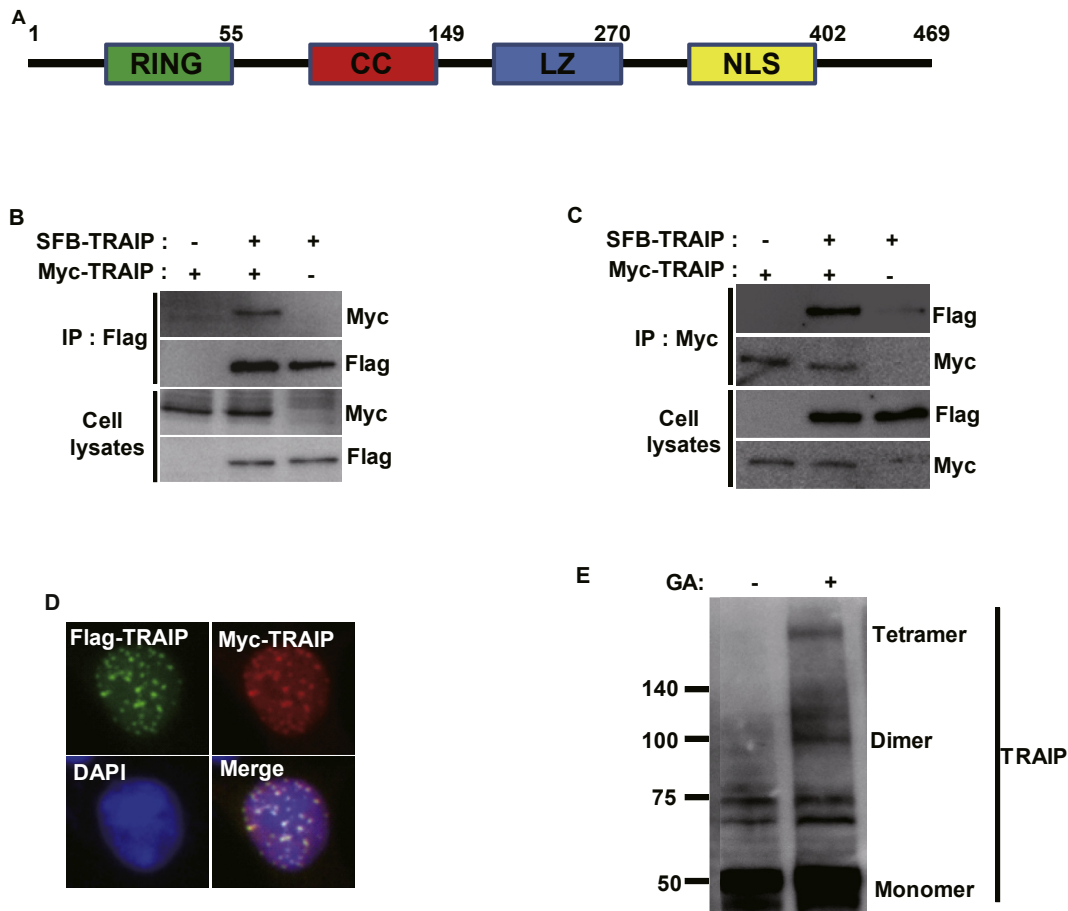 A
1 55 149 270 402 469
RING CC LZ NLS
B
SFB-TRAIP : - + +
Myc-TRAIP : + + -
IP : Flag
Myc
Flag
Cell
lysates
Myc
Flag
C
SFB-TRAIP : - + +
Myc-TRAIP : + + -
IP : Myc
Flag
Myc
Cell
lysates
Flag
Myc
D
Flag-TRAIP Myc-TRAIP
DAPI Merge
E
GA: - +
Tetramer
140
100 Dimer
TRAIP
75
50 Monomer